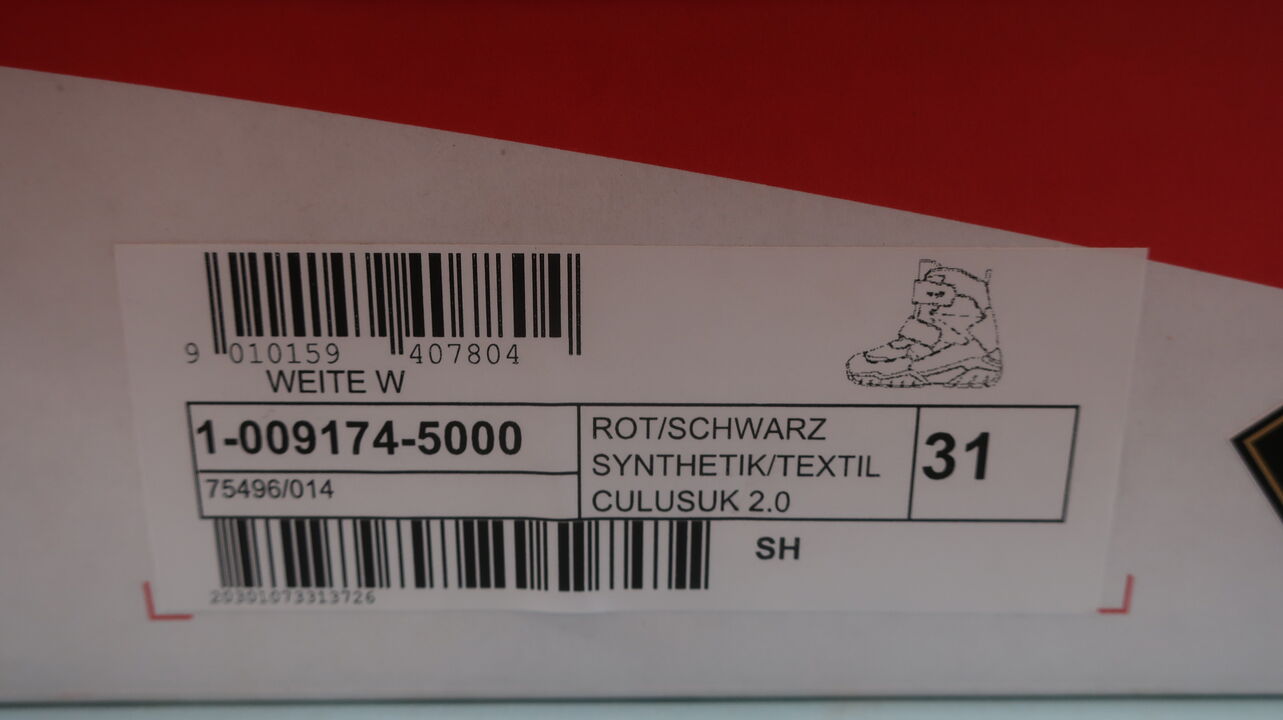 9 010159 407804
WEITE W
1-009174-5000
75496/014
ROT/SCHWARZ
SYNTHETIK/TEXTIL
CULUSUK 2.0
31
SH
20301073313726